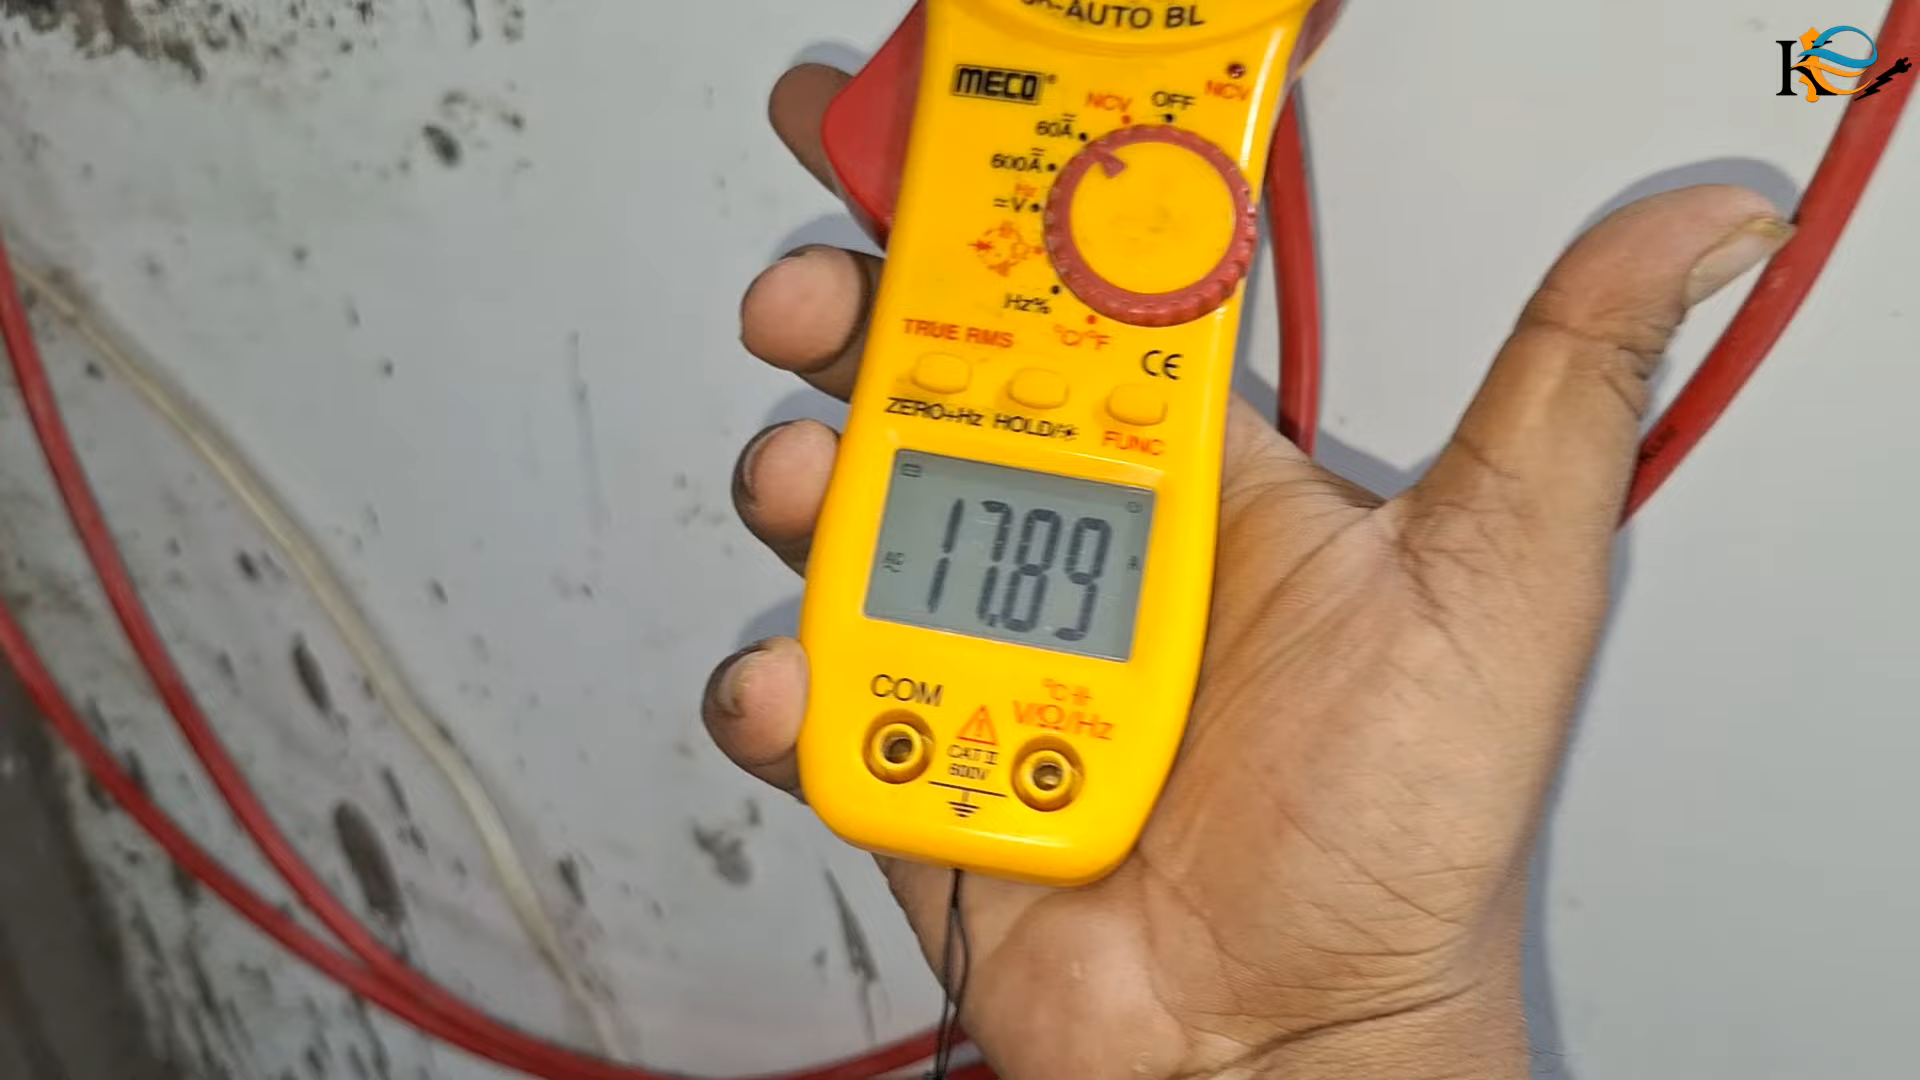 -AUTO BL
MECO
NCV
OFF
NCV
60A
600A
Hz
V
Hz%
°C/°F
TRUE RMS
CE
ZERO+Hz HOLD/
FUNC
AC
17.89
A
COM
°C
V/Ω/Hz
CAT II
600V